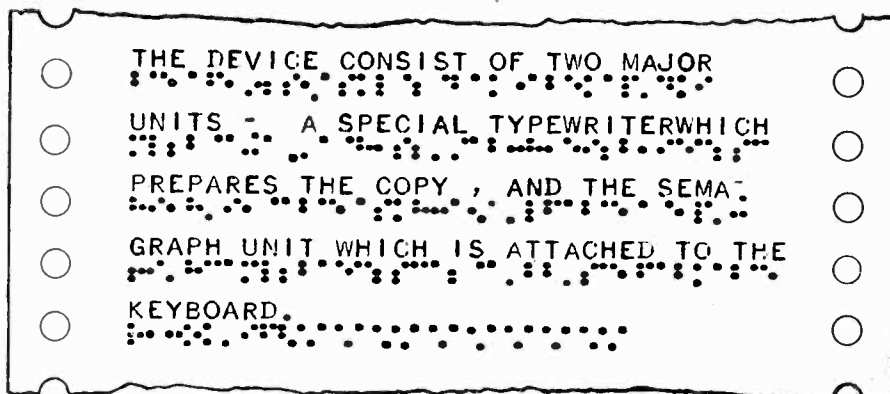 THE DEVICE CONSIST OF TWO MAJOR
UNITS - A SPECIAL TYPEWRITERWHICH
PREPARES THE COPY , AND THE SEMA-
GRAPH UNIT WHICH IS ATTACHED TO THE
KEYBOARD.